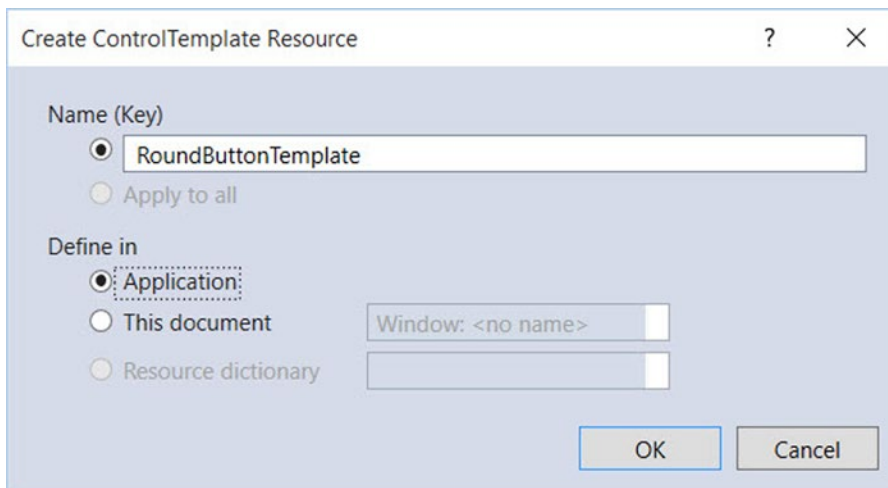 Create ControlTemplate Resource ?
Name (Key)
RoundButtonTemplate
Apply to all
Define in
Application
This document Window: <no name>
Resource dictionary
OK Cancel